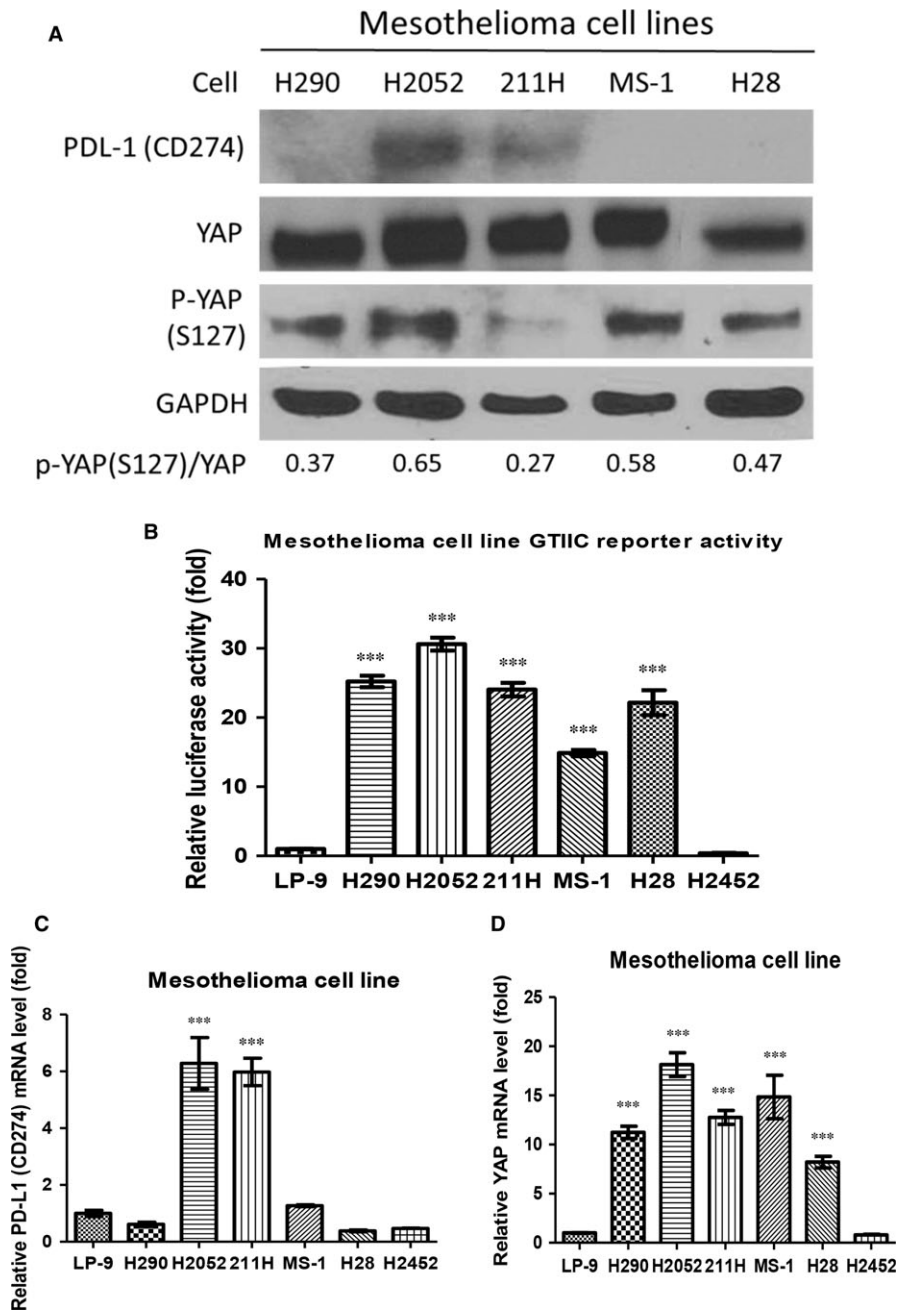 A
Mesothelioma cell lines
Cell H290 H2052 211H MS-1 H28
PDL-1 (CD274)
YAP
P-YAP
(S127)
GAPDH
p-YAP(S127)/YAP 0.37 0.65 0.27 0.58 0.47
B
Mesothelioma cell line GTIIC reporter activity
Relative luciferase activity (fold)
40
30
20
10
0
*** *** *** *** ***
LP-9 H290 H2052 211H MS-1 H28 H2452
C
Mesothelioma cell line
Relative PD-L1 (CD274) mRNA level (fold)
8
6
4
2
0
*** ***
LP-9 H290 H2052 211H MS-1 H28 H2452
D
Mesothelioma cell line
Relative YAP mRNA level (fold)
25
20
15
10
5
0
*** *** *** *** ***
LP-9 H290 H2052 211H MS-1 H28 H2452